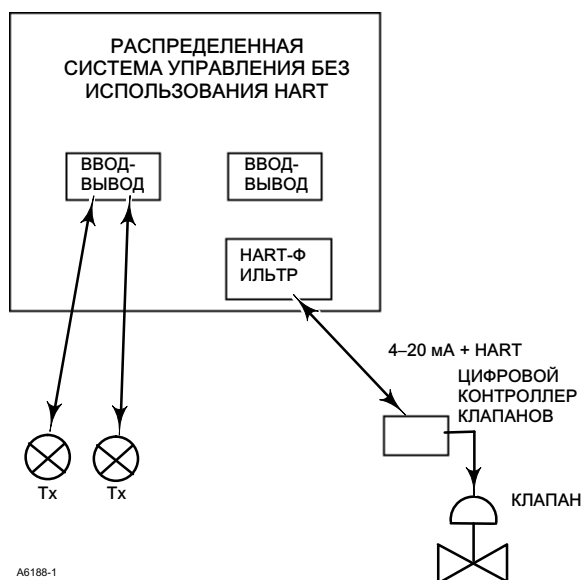 РАСПРЕДЕЛЕННАЯ
СИСТЕМА УПРАВЛЕНИЯ БЕЗ
ИСПОЛЬЗОВАНИЯ HART
ВВОД-
ВЫВОД
ВВОД-
ВЫВОД
HART-Ф
ИЛЬТР
4–20 мА + HART
ЦИФРОВОЙ
КОНТРОЛЛЕР
КЛАПАНОВ
Tx
Tx
КЛАПАН
A6188-1